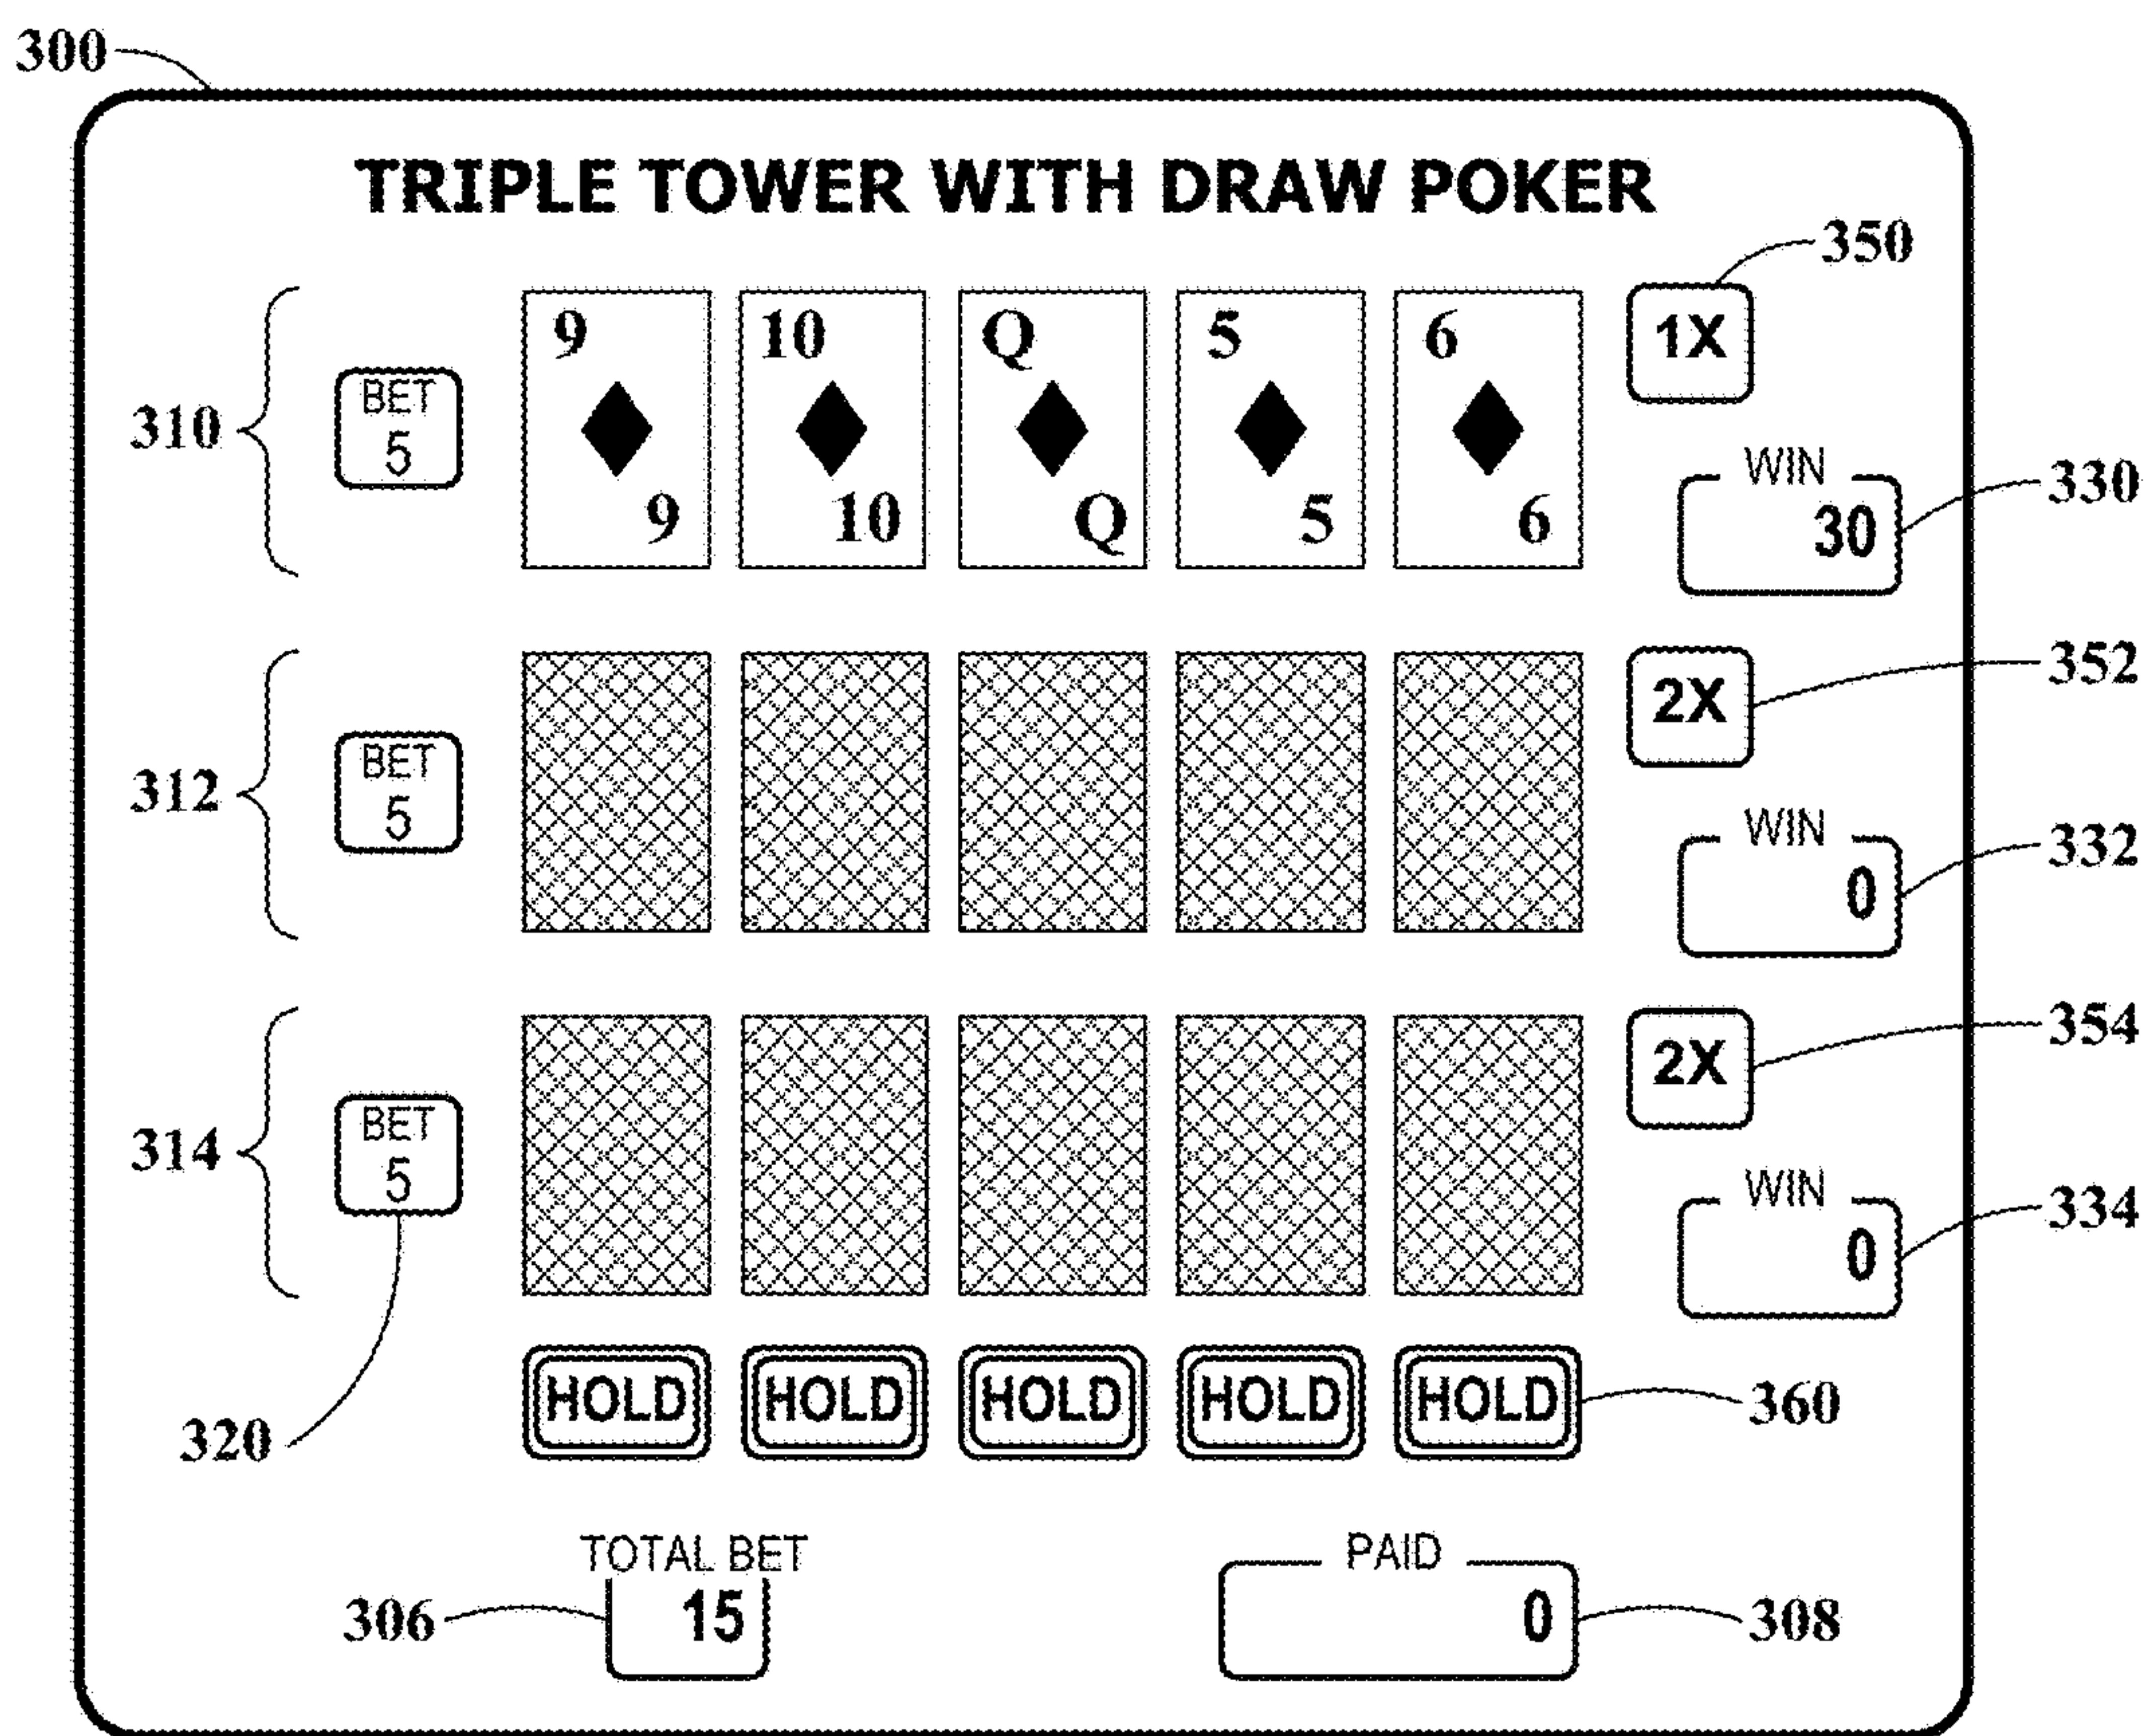 300
TRIPLE TOWER WITH DRAW POKER
350
310
BET
5
9
9
10
10
Q
Q
5
5
6
6
1X
WIN
30
330
312
BET
5
2X
352
WIN
0
332
314
BET
5
2X
354
WIN
0
334
320
HOLD HOLD HOLD HOLD HOLD
360
TOTAL BET
15
306
PAID
0
308